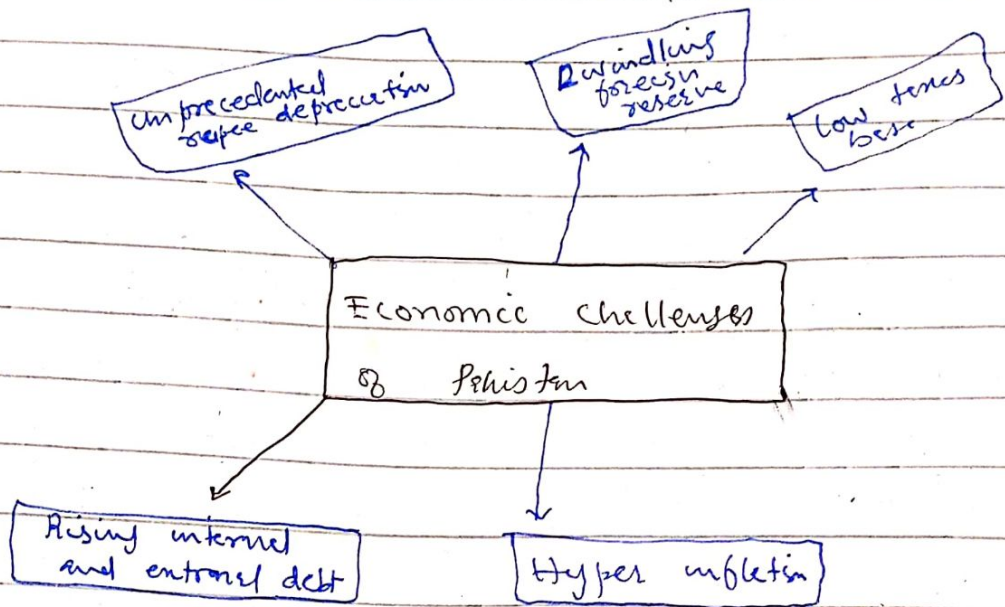 Unprecedented
rupee depreciation
Dwindling
foreign
reserve
Low taxes
base
Economic Challenges
of Pakistan
Rising internal
and external debt
Hyper inflation